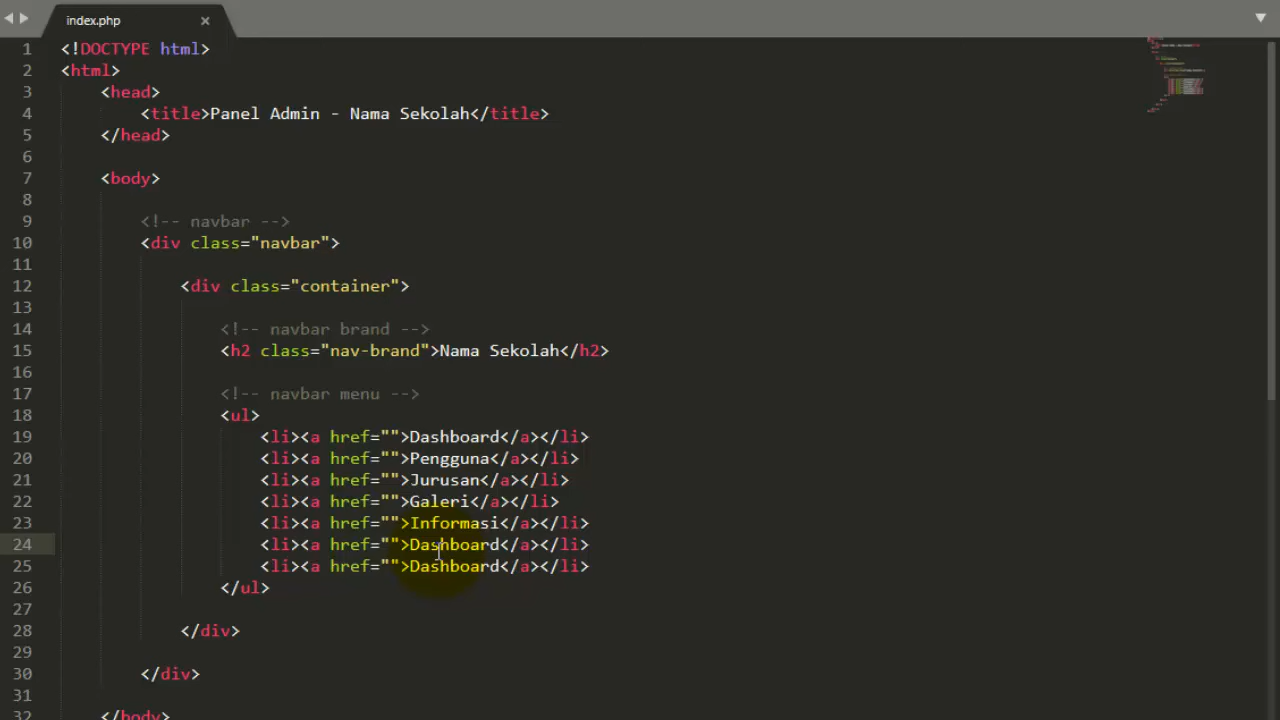 index.php ×
1 <!DOCTYPE html>
2 <html>
3 <head>
4 <title>Panel Admin - Nama Sekolah</title>
5 </head>
6
7 <body>
8
9 <!-- navbar -->
10 <div class="navbar">
11
12 <div class="container">
13
14 <!-- navbar brand -->
15 <h2 class="nav-brand">Nama Sekolah</h2>
16
17 <!-- navbar menu -->
18 <ul>
19 <li><a href="">Dashboard</a></li>
20 <li><a href="">Pengguna</a></li>
21 <li><a href="">Jurusan</a></li>
22 <li><a href="">Galeri</a></li>
23 <li><a href="">Informasi</a></li>
24 <li><a href="">Dashboard</a></li>
25 <li><a href="">Dashboard</a></li>
26 </ul>
27
28 </div>
29
30 </div>
31
32 </body>